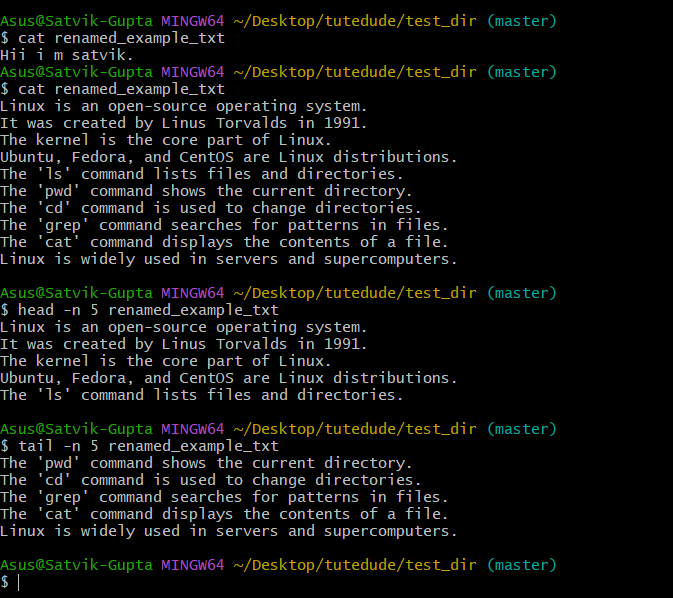 Asus@Satvik-Gupta MINGW64 ~/Desktop/tutedude/test_dir (master)
$ cat renamed_example_txt
Hii i m satvik.
Asus@Satvik-Gupta MINGW64 ~/Desktop/tutedude/test_dir (master)
$ cat renamed_example_txt
Linux is an open-source operating system.
It was created by Linus Torvalds in 1991.
The kernel is the core part of Linux.
Ubuntu, Fedora, and CentOS are Linux distributions.
The 'ls' command lists files and directories.
The 'pwd' command shows the current directory.
The 'cd' command is used to change directories.
The 'grep' command searches for patterns in files.
The 'cat' command displays the contents of a file.
Linux is widely used in servers and supercomputers.

Asus@Satvik-Gupta MINGW64 ~/Desktop/tutedude/test_dir (master)
$ head -n 5 renamed_example_txt
Linux is an open-source operating system.
It was created by Linus Torvalds in 1991.
The kernel is the core part of Linux.
Ubuntu, Fedora, and CentOS are Linux distributions.
The 'ls' command lists files and directories.

Asus@Satvik-Gupta MINGW64 ~/Desktop/tutedude/test_dir (master)
$ tail -n 5 renamed_example_txt
The 'pwd' command shows the current directory.
The 'cd' command is used to change directories.
The 'grep' command searches for patterns in files.
The 'cat' command displays the contents of a file.
Linux is widely used in servers and supercomputers.

Asus@Satvik-Gupta MINGW64 ~/Desktop/tutedude/test_dir (master)
$